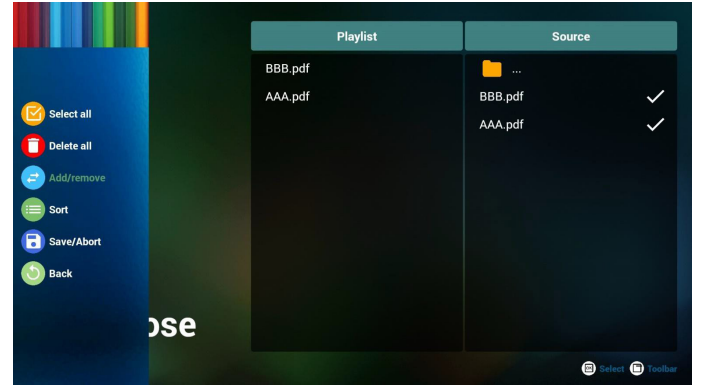 Playlist
Source
BBB.pdf
AAA.pdf
...
BBB.pdf
AAA.pdf
Select all
Delete all
Add/remove
Sort
Save/Abort
Back
ose
Select
Toolbar